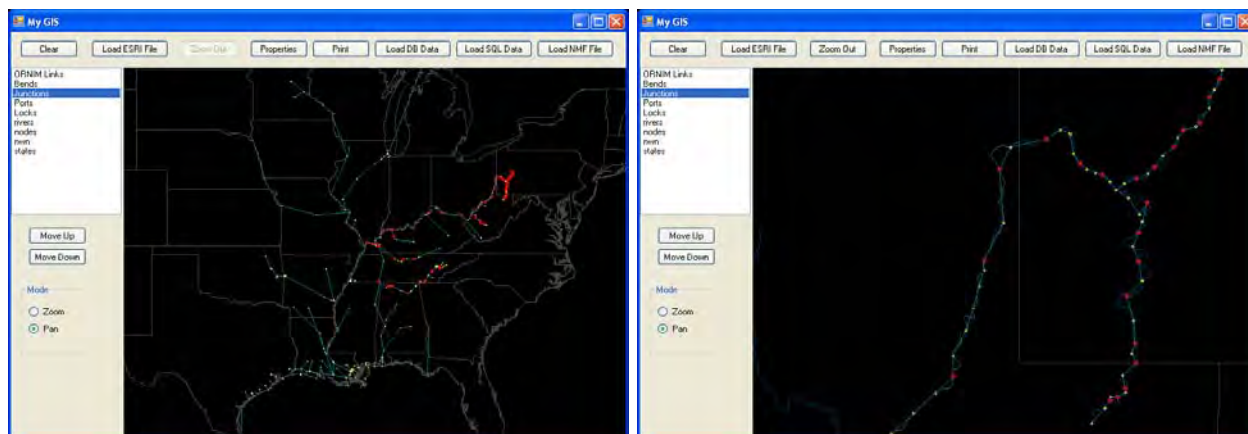 My GIS
Clear Load ESRI File Zoom Out Properties Print Load DB Data Load SQL Data Load NMF File
ORNIM Links
Bends
Junctions
Ports
Locks
rivers
nodes
nwn
states
Move Up
Move Down
Mode
Zoom
Pan
My GIS
Clear Load ESRI File Zoom Out Properties Print Load DB Data Load SQL Data Load NMF File
ORNIM Links
Bends
Junctions
Ports
Locks
rivers
nodes
nwn
states
Move Up
Move Down
Mode
Zoom
Pan